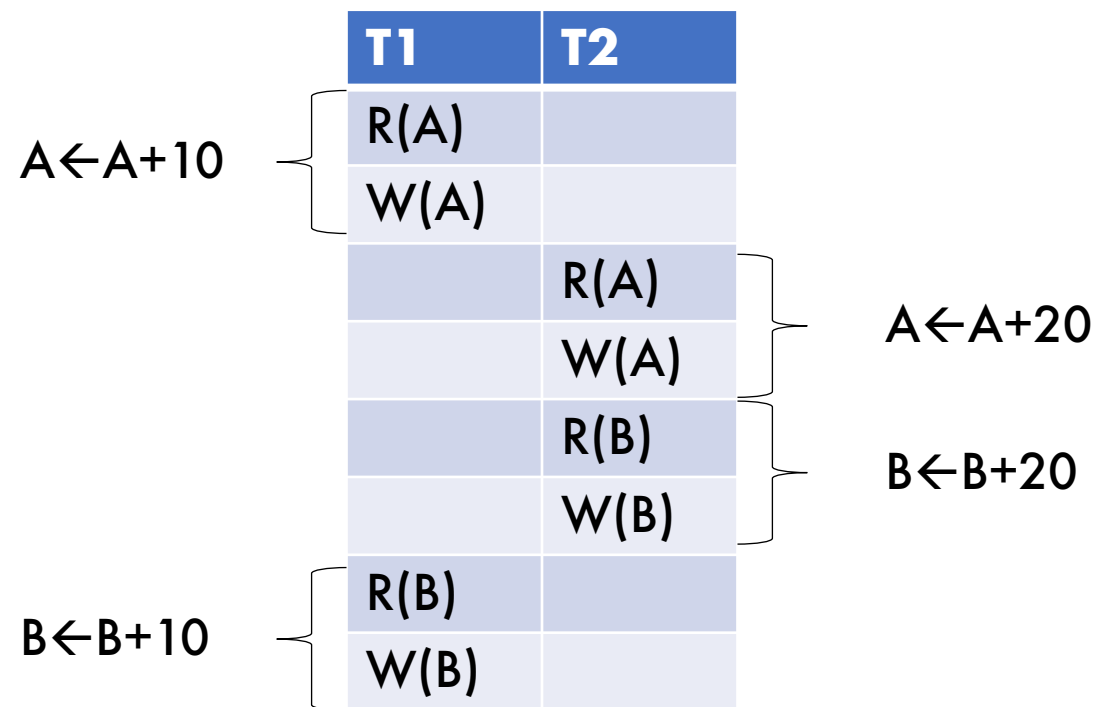 T1 T2
R(A)
A←A+10
W(A)
R(A)
A←A+20
W(A)
R(B)
B←B+20
W(B)
R(B)
B←B+10
W(B)